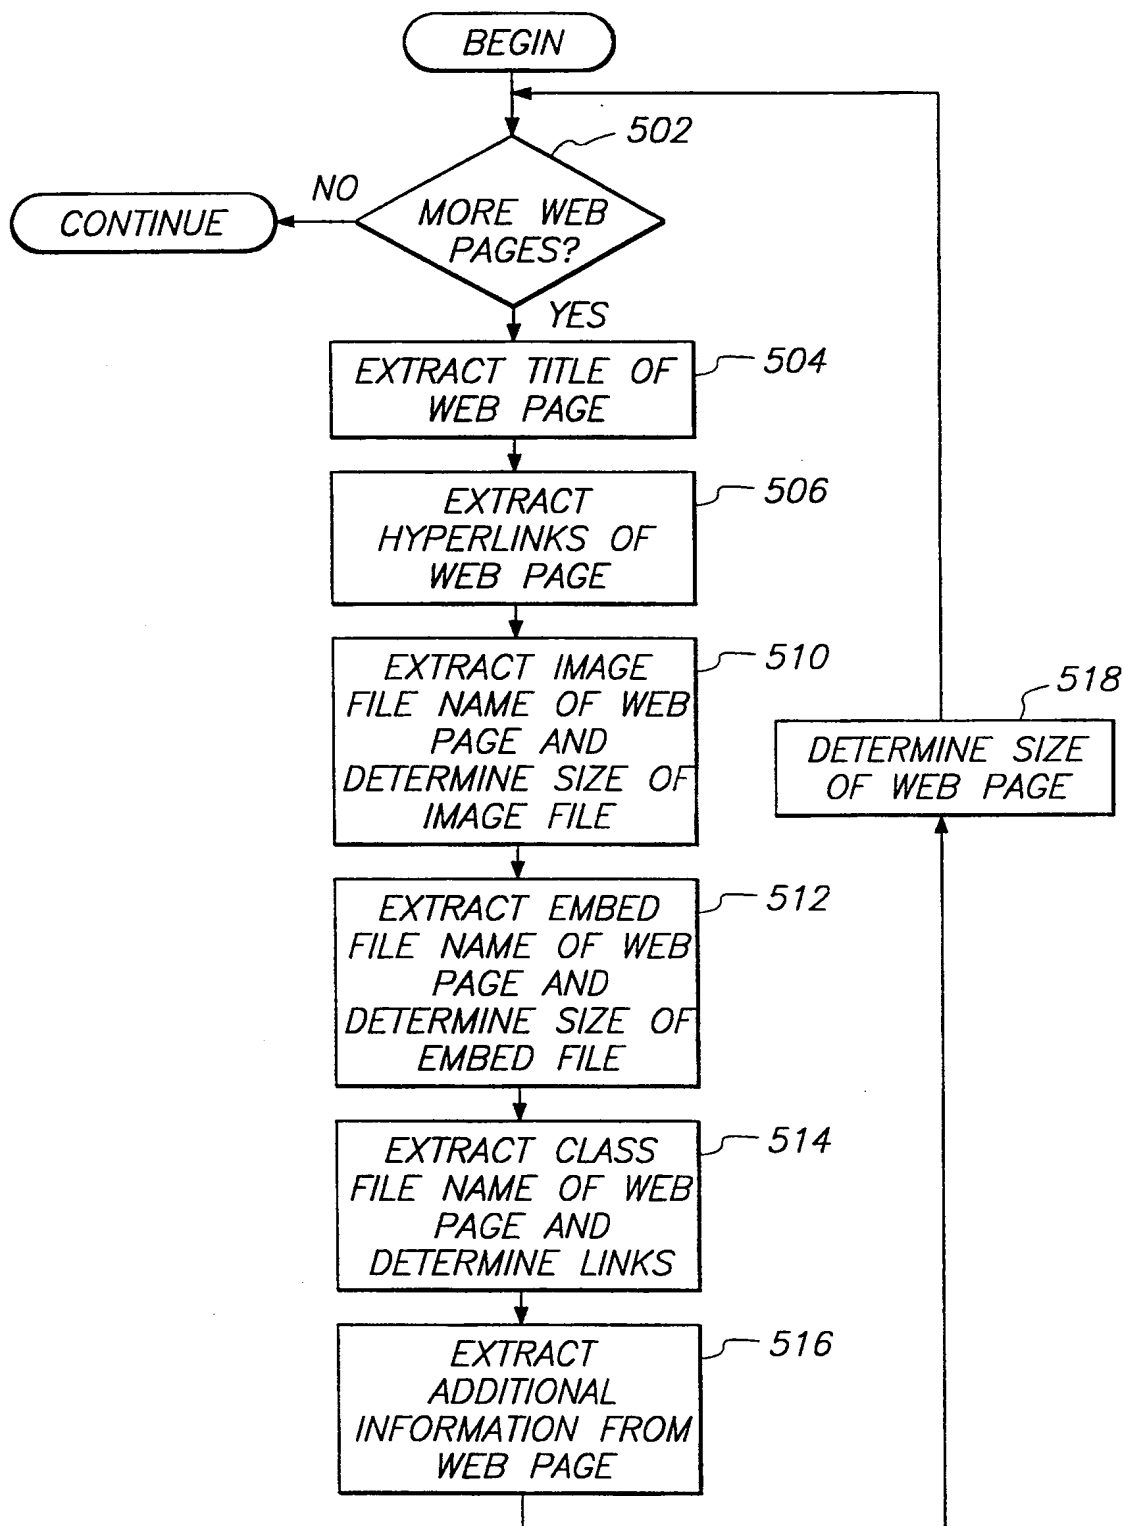 BEGIN
502
NO
CONTINUE
MORE WEB
PAGES?
YES
EXTRACT TITLE OF
WEB PAGE
504
EXTRACT
HYPERLINKS OF
WEB PAGE
506
EXTRACT IMAGE
FILE NAME OF WEB
PAGE AND
DETERMINE SIZE OF
IMAGE FILE
510
518
DETERMINE SIZE
OF WEB PAGE
EXTRACT EMBED
FILE NAME OF WEB
PAGE AND
DETERMINE SIZE OF
EMBED FILE
512
EXTRACT CLASS
FILE NAME OF WEB
PAGE AND
DETERMINE LINKS
514
EXTRACT
ADDITIONAL
INFORMATION FROM
WEB PAGE
516